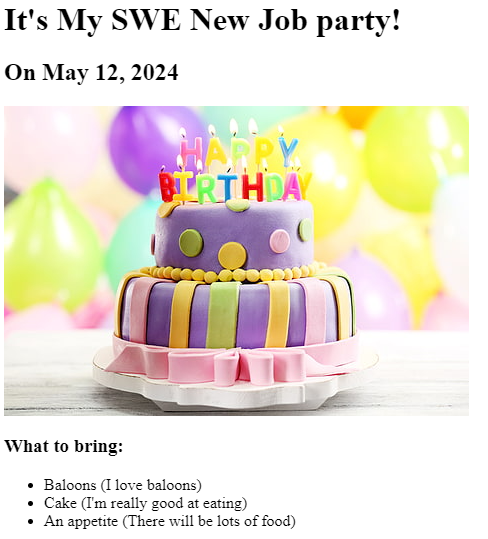 It's My SWE New Job party!
On May 12, 2024
HAPPY
BIRTHDAY
What to bring:
Baloons (I love baloons)
Cake (I'm really good at eating)
An appetite (There will be lots of food)